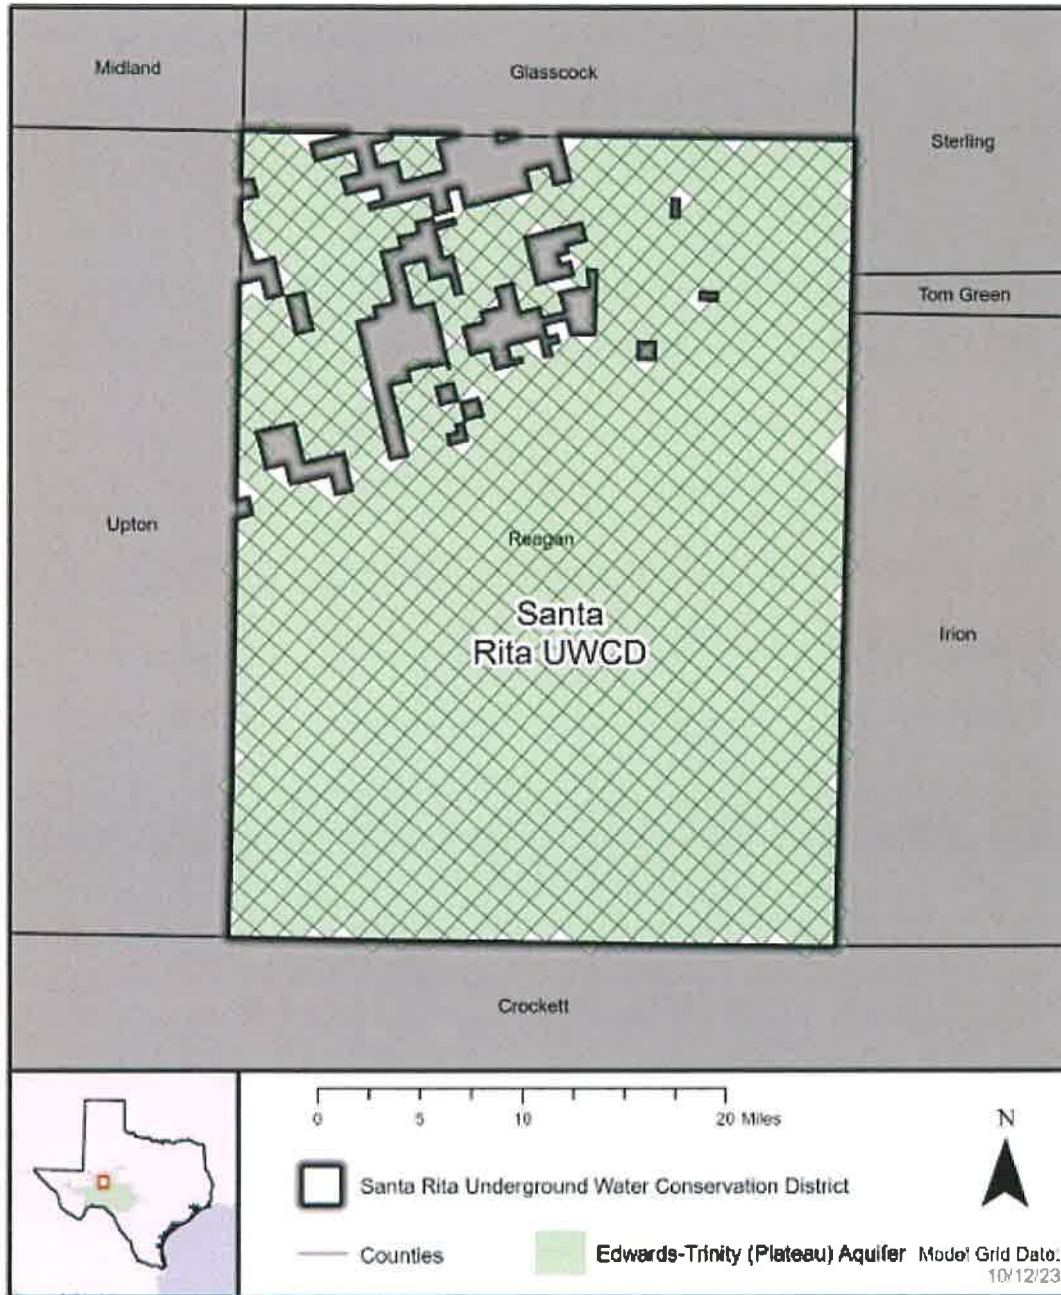 Midland
Glasscock
Sterling
Tom Green
Upton
Reagan
Santa
Rita UWCD
Irion
Crockett
0 5 10 20 Miles
N
Santa Rita Underground Water Conservation District
Counties
Edwards-Trinity (Plateau) Aquifer Model Grid Date:
10/12/23